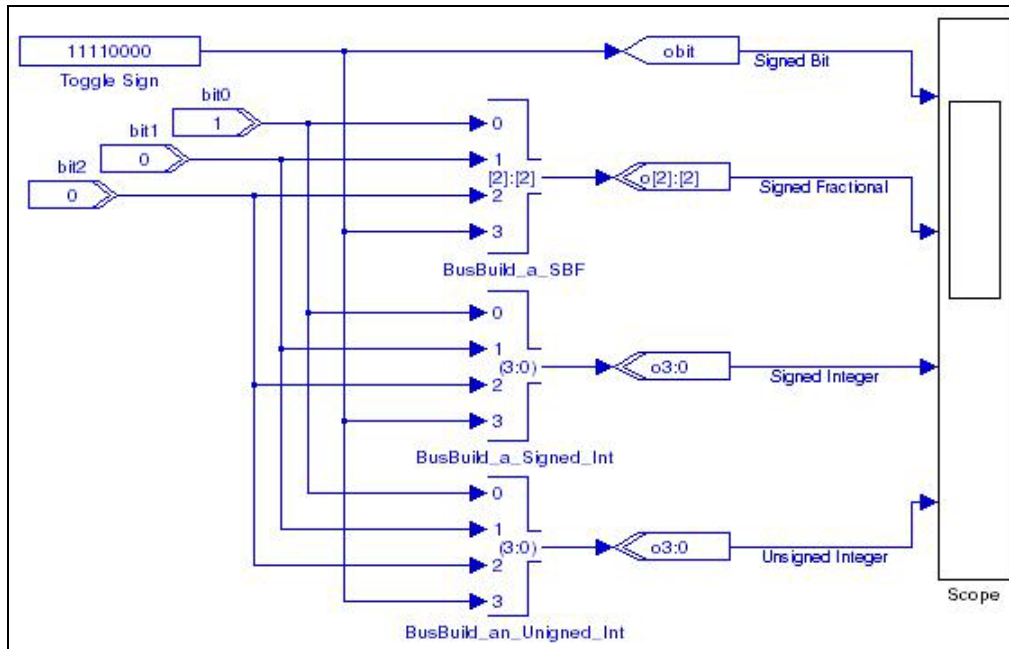 11110000
Toggle Sign
obit
Signed Bit
bit0
1
bit1
0
bit2
0
0
1
[2]:[2]
2
3
BusBuild_a_SBF
o[2]:[2]
Signed Fractional
0
1
(3:0)
2
3
BusBuild_a_Signed_Int
o3:0
Signed Integer
0
1
(3:0)
2
3
BusBuild_an_Unigned_Int
o3:0
Unsigned Integer
Scope